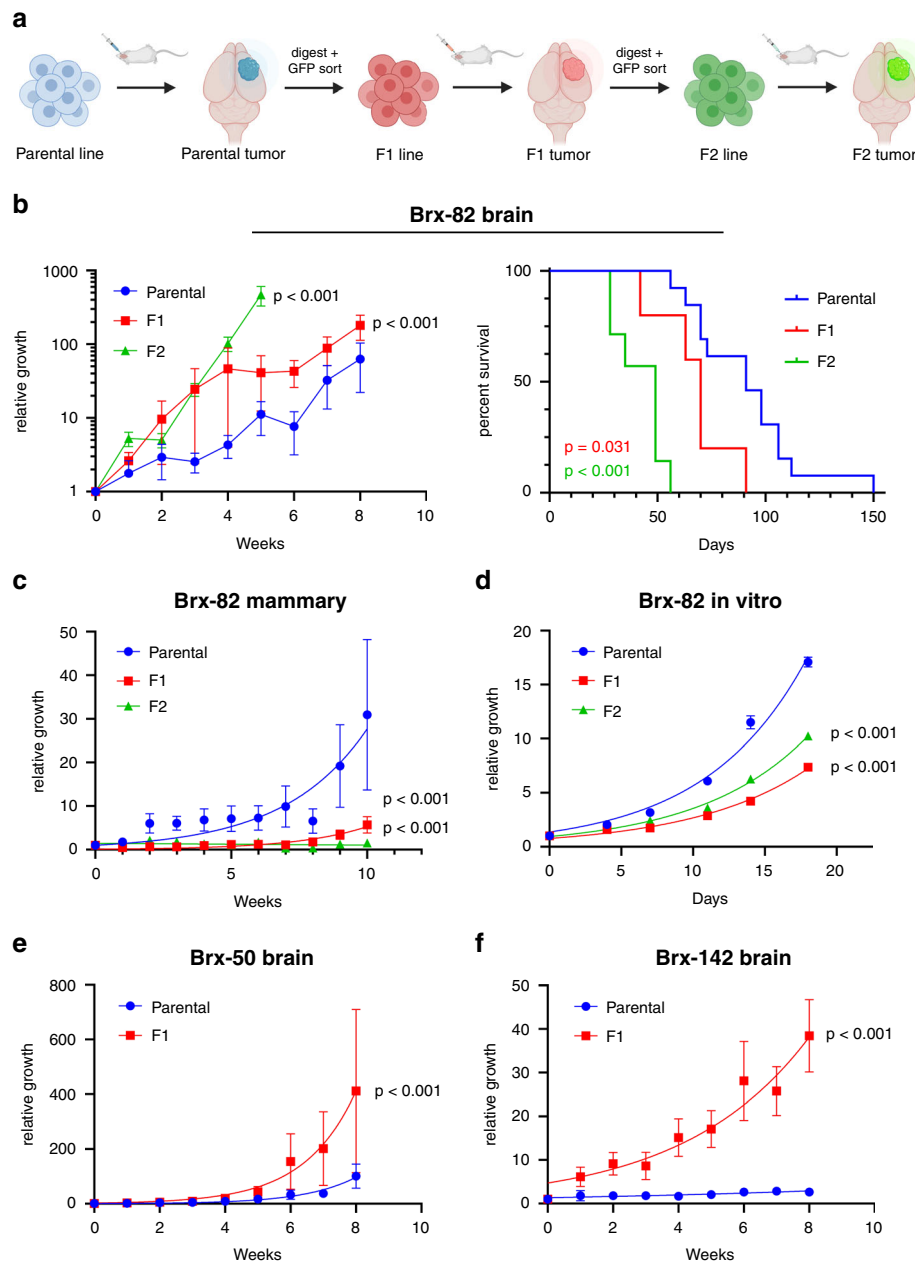 a
digest +
GFP sort
digest +
GFP sort
Parental line
Parental tumor
F1 line
F1 tumor
F2 line
F2 tumor
b
Brx-82 brain
1000
100
10
1
relative growth
Parental
F1
F2
p < 0.001
p < 0.001
0 2 4 6 8 10
Weeks
100
50
0
percent survival
Parental
F1
F2
p = 0.031
p < 0.001
0 50 100 150
Days
c
Brx-82 mammary
50
40
30
20
10
0
relative growth
Parental
F1
F2
p < 0.001
p < 0.001
0 5 10
Weeks
d
Brx-82 in vitro
20
15
10
5
0
relative growth
Parental
F1
F2
p < 0.001
p < 0.001
0 5 10 15 20
Days
e
Brx-50 brain
800
600
400
200
0
relative growth
Parental
F1
p < 0.001
0 2 4 6 8 10
Weeks
f
Brx-142 brain
50
40
30
20
10
0
relative growth
Parental
F1
p < 0.001
0 2 4 6 8 10
Weeks